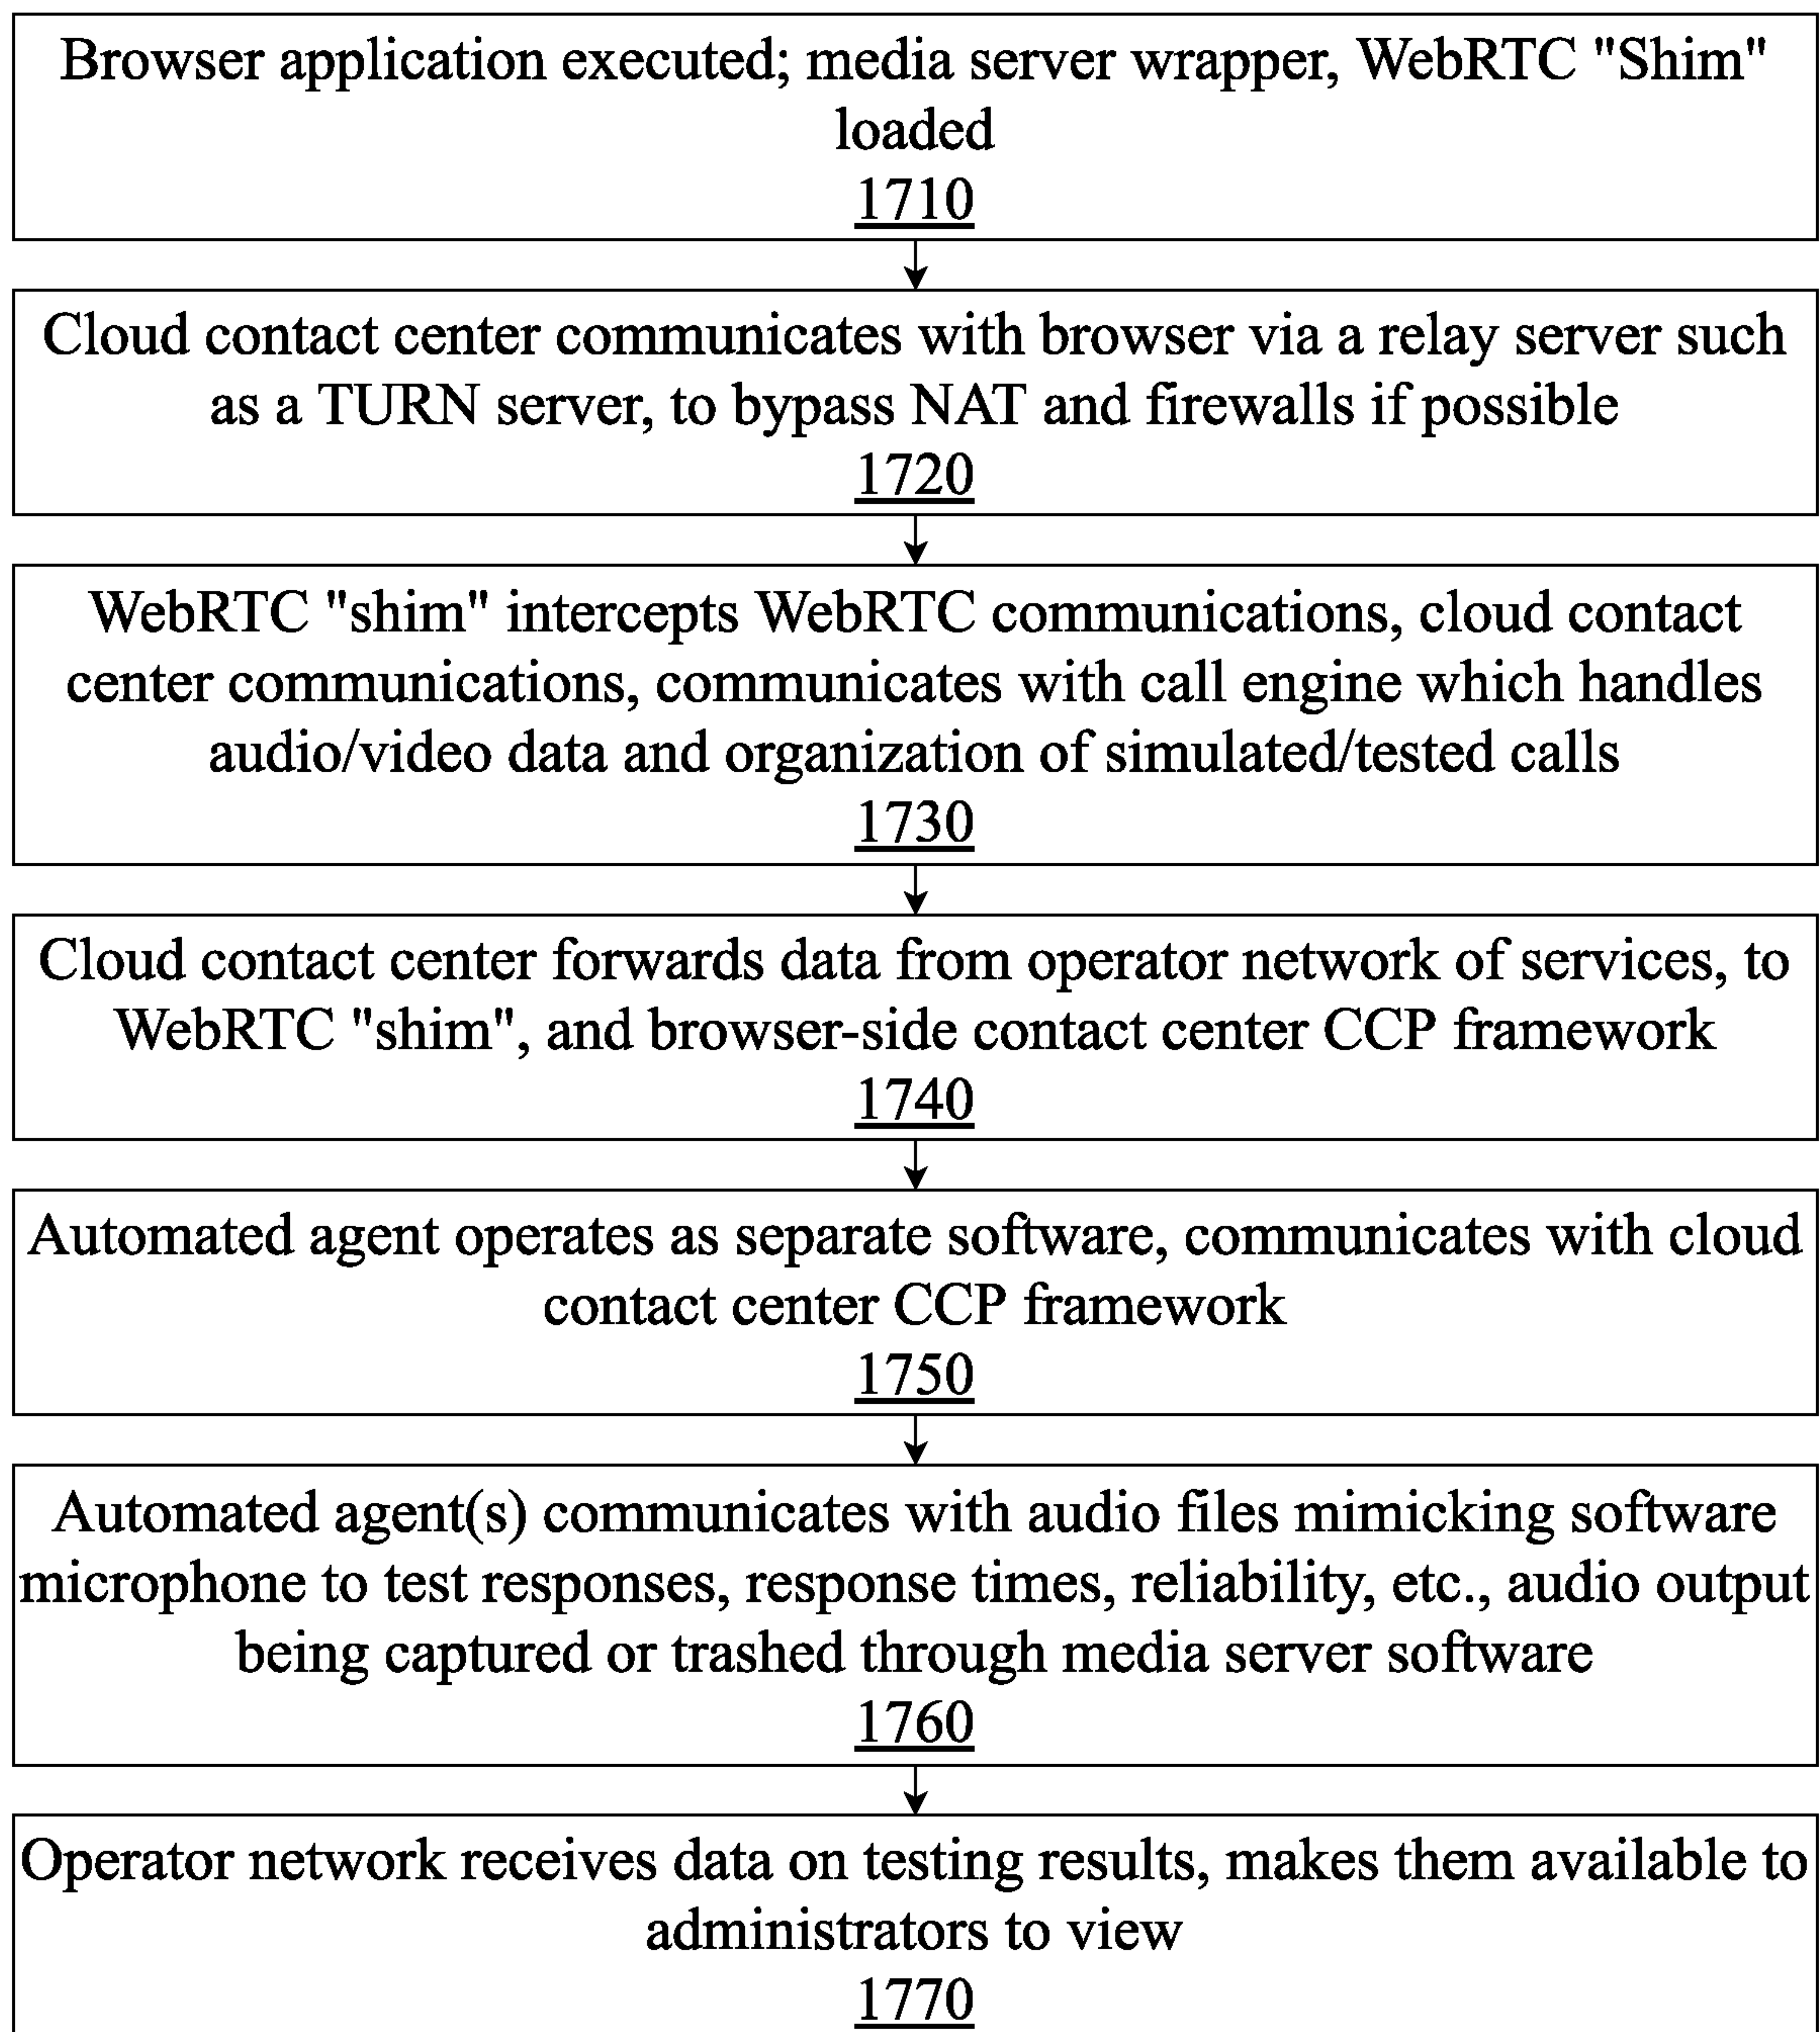 Browser application executed; media server wrapper, WebRTC "Shim"
loaded
1710
Cloud contact center communicates with browser via a relay server such
as a TURN server, to bypass NAT and firewalls if possible
1720
WebRTC "shim" intercepts WebRTC communications, cloud contact
center communications, communicates with call engine which handles
audio/video data and organization of simulated/tested calls
1730
Cloud contact center forwards data from operator network of services, to
WebRTC "shim", and browser-side contact center CCP framework
1740
Automated agent operates as separate software, communicates with cloud
contact center CCP framework
1750
Automated agent(s) communicates with audio files mimicking software
microphone to test responses, response times, reliability, etc., audio output
being captured or trashed through media server software
1760
Operator network receives data on testing results, makes them available to
administrators to view
1770